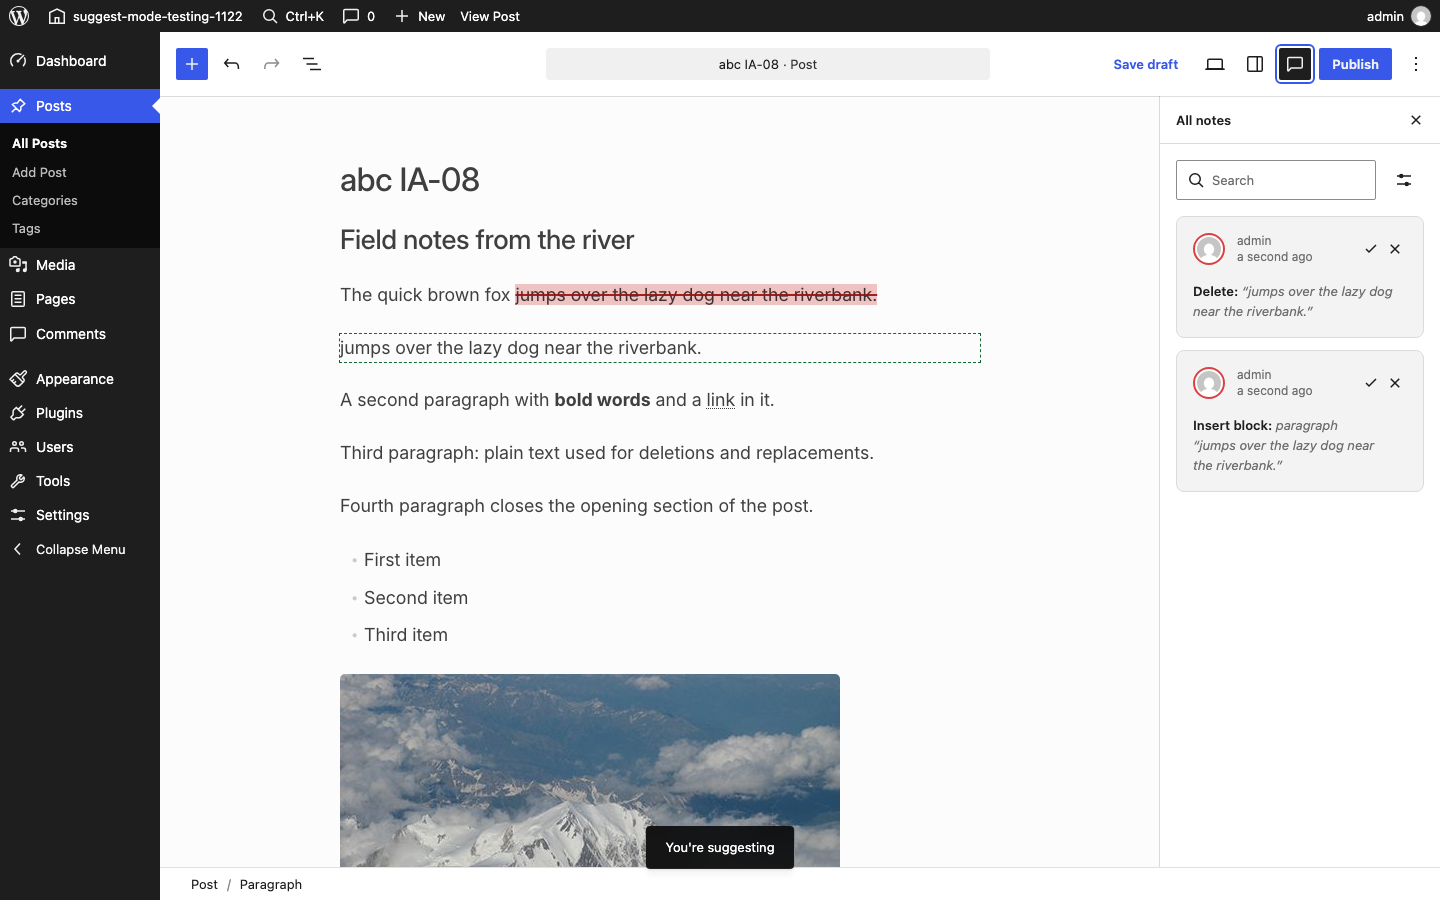 suggest-mode-testing-1122
Ctrl+K
0
New
View Post
admin
Dashboard
Posts
All Posts
Add Post
Categories
Tags
Media
Pages
Comments
Appearance
Plugins
Users
Tools
Settings
Collapse Menu
abc IA-08 · Post
Save draft
Publish
abc IA-08
Field notes from the river
The quick brown fox jumps over the lazy dog near the riverbank.
jumps over the lazy dog near the riverbank.
A second paragraph with bold words and a link in it.
Third paragraph: plain text used for deletions and replacements.
Fourth paragraph closes the opening section of the post.
First item
Second item
Third item
You're suggesting
Post / Paragraph
All notes
Search
admin
a second ago
Delete: “jumps over the lazy dog
near the riverbank.”
admin
a second ago
Insert block: paragraph
“jumps over the lazy dog near
the riverbank.”